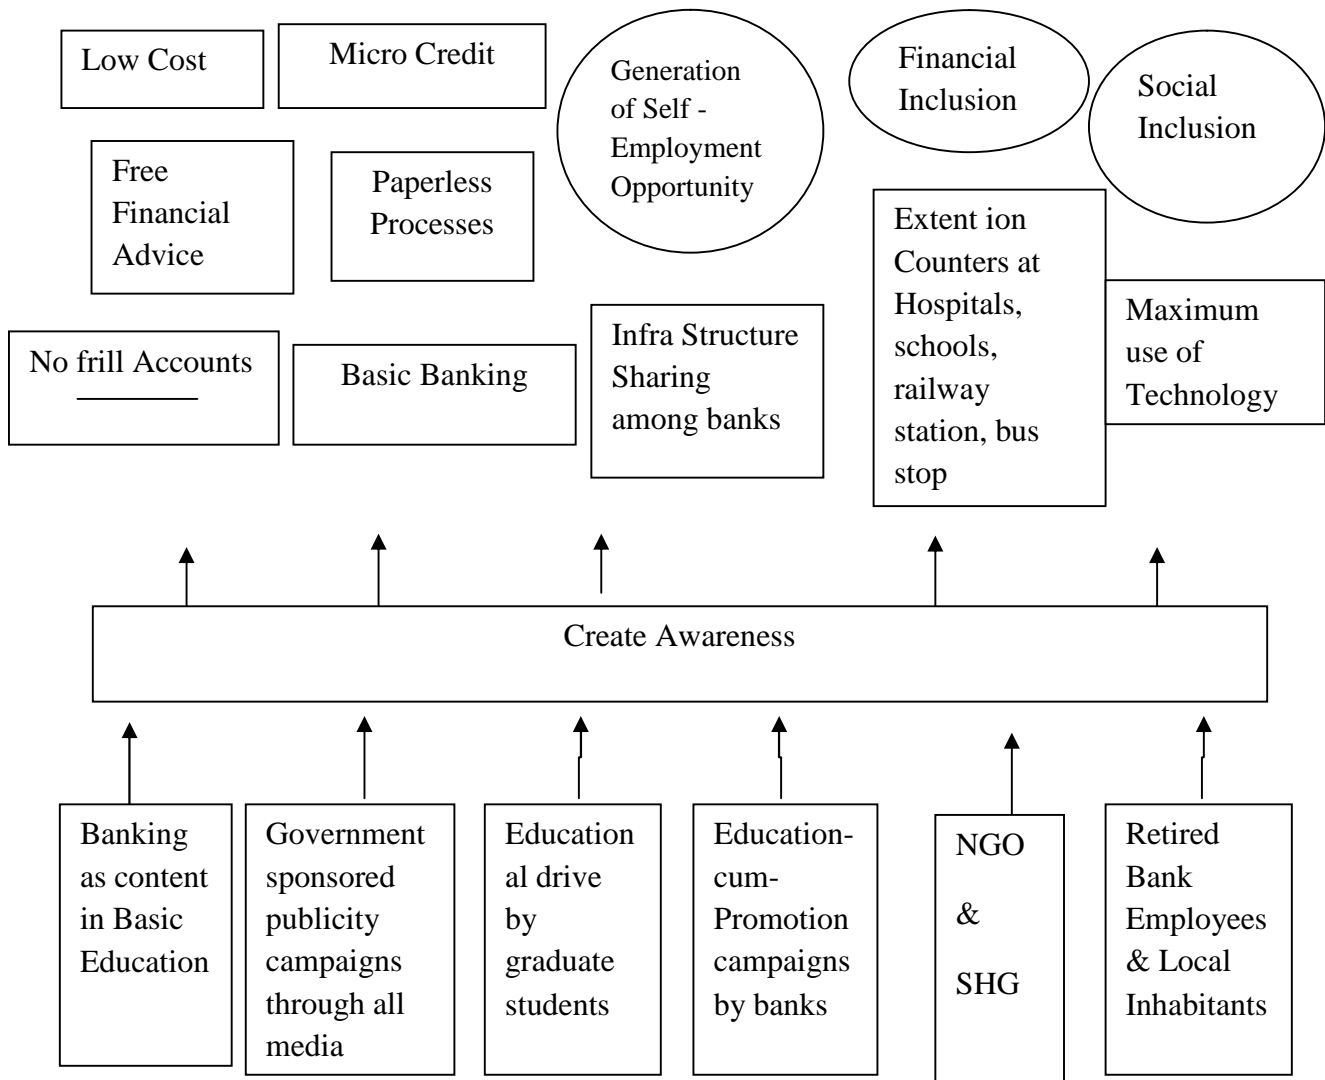 Low Cost
Micro Credit
Generation
of Self -
Employment
Opportunity
Financial
Inclusion
Social
Inclusion
Free
Financial
Advice
Paperless
Processes
Extent ion
Counters at
Hospitals,
schools,
railway
station, bus
stop
Maximum
use of
Technology
No frill Accounts
Basic Banking
Infra Structure
Sharing
among banks
Create Awareness
Banking
as content
in Basic
Education
Government
sponsored
publicity
campaigns
through all
media
Education
al drive
by
graduate
students
Education-
cum-
Promotion
campaigns
by banks
NGO
&
SHG
Retired
Bank
Employees
& Local
Inhabitants